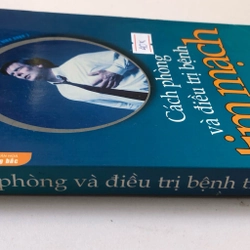 Cách phòng
và điều trị bệnh
tim mạch
phòng và điều trị bệnh t